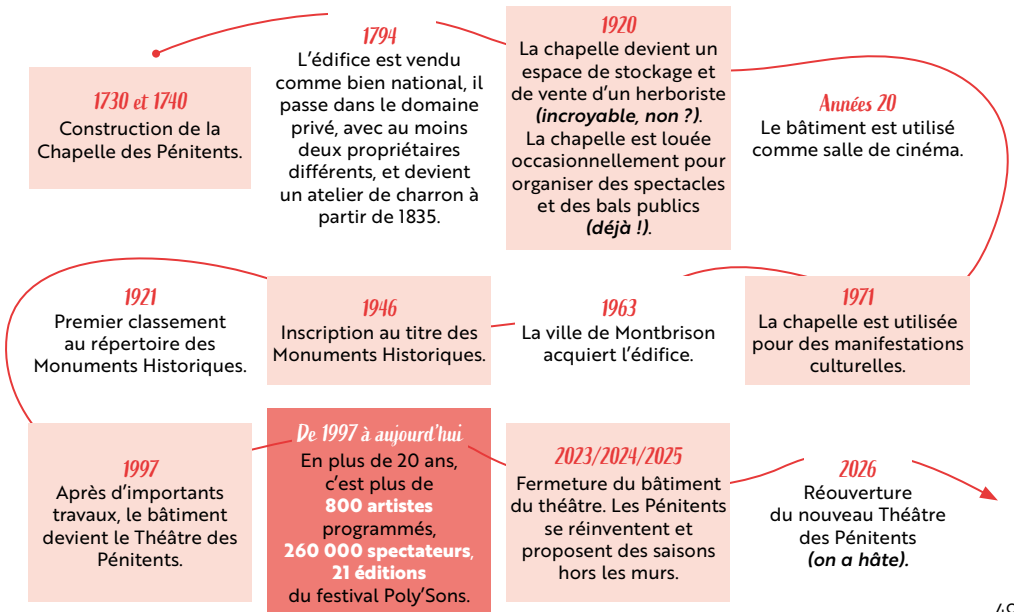 1730 et 1740
Construction de la
Chapelle des Pénitents.
1794
L'édifice est vendu
comme bien national, il
passe dans le domaine
privé, avec au moins
deux propriétaires
différents, et devient
un atelier de charron à
partir de 1835.
1920
La chapelle devient un
espace de stockage et
de vente d'un herboriste
(incroyable, non ?).
La chapelle est louée
occasionnellement pour
organiser des spectacles
et des bals publics
(déjà !).
Années 20
Le bâtiment est utilisé
comme salle de cinéma.
1921
Premier classement
au répertoire des
Monuments Historiques.
1946
Inscription au titre des
Monuments Historiques.
1963
La ville de Montbrison
acquiert l'édifice.
1971
La chapelle est utilisée
pour des manifestations
culturelles.
1997
Après d'importants
travaux, le bâtiment
devient le Théâtre des
Pénitents.
De 1997 à aujourd'hui
En plus de 20 ans,
c'est plus de
800 artistes
programmés,
260 000 spectateurs,
21 éditions
du festival Poly'Sons.
2023/2024/2025
Fermeture du bâtiment
du théâtre. Les Pénitents
se réinventent et
proposent des saisons
hors les murs.
2026
Réouverture
du nouveau Théâtre
des Pénitents
(on a hâte).